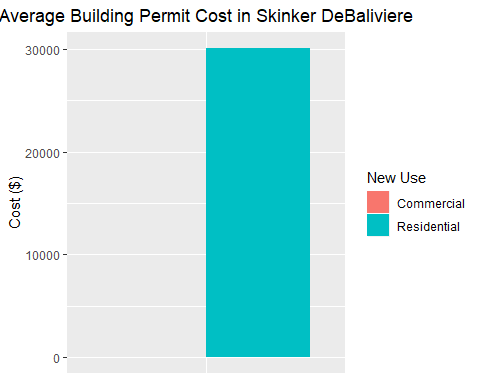 Average Building Permit Cost in Skinker DeBaliviere
30000
20000
10000
0
Cost ($)
New Use
Commercial
Residential